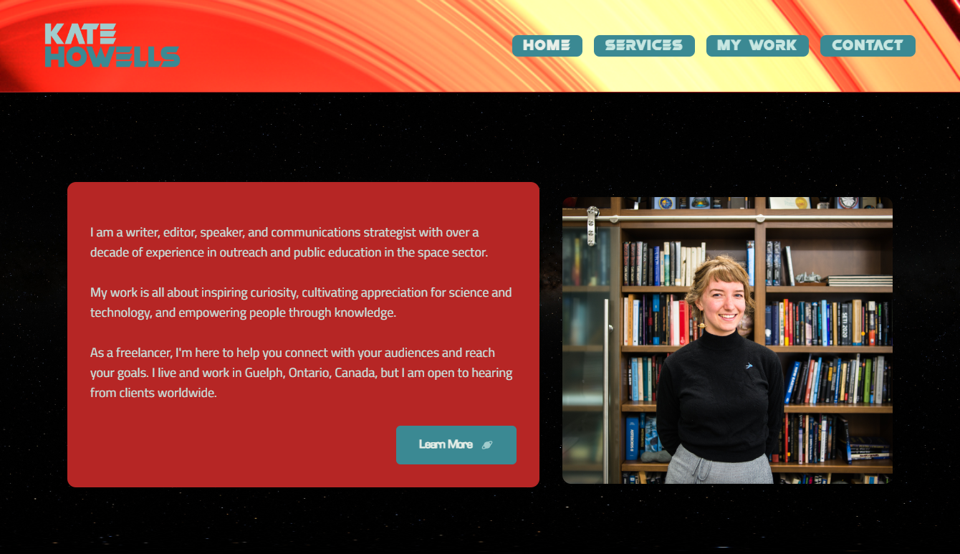 KATE
HOWELLS
HOME
SERVICES
MY WORK
CONTACT
I am a writer, editor, speaker, and communications strategist with over a
decade of experience in outreach and public education in the space sector.
My work is all about inspiring curiosity, cultivating appreciation for science and
technology, and empowering people through knowledge.
As a freelancer, I'm here to help you connect with your audiences and reach
your goals. I live and work in Guelph, Ontario, Canada, but I am open to hearing
from clients worldwide.
Learn More